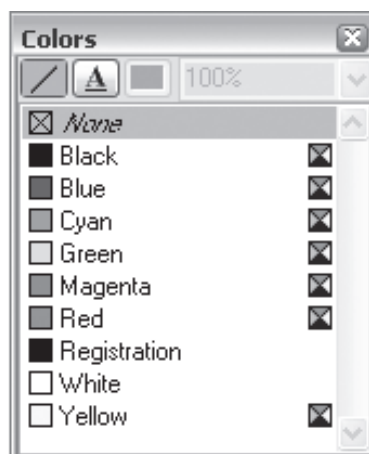 Colors
A 100%
None
Black
Blue
Cyan
Green
Magenta
Red
Registration
White
Yellow